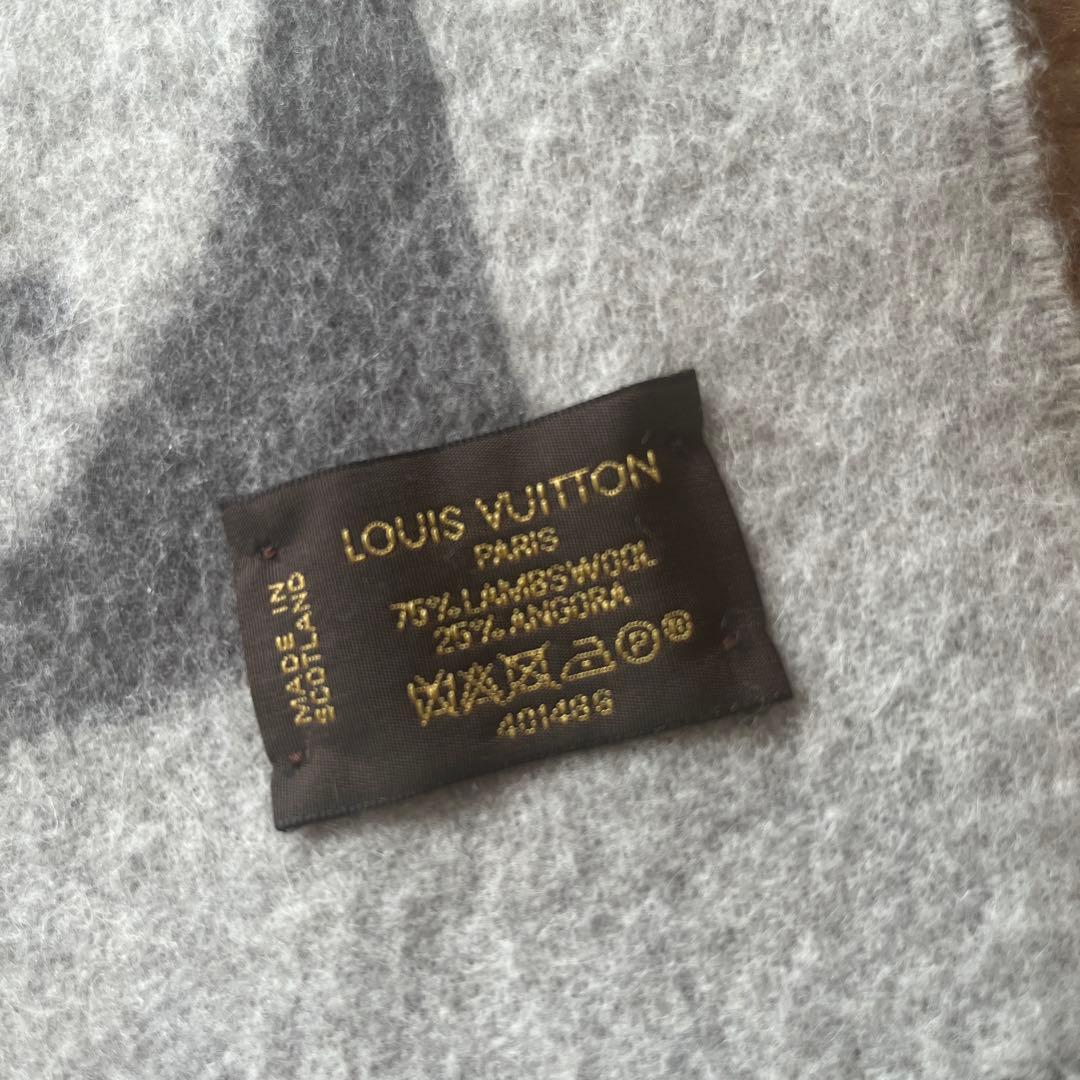 LOUIS VUITTON
PARIS
75% LAMBSWOOL
25% ANGORA
401486
MADE IN
SCOTLAND